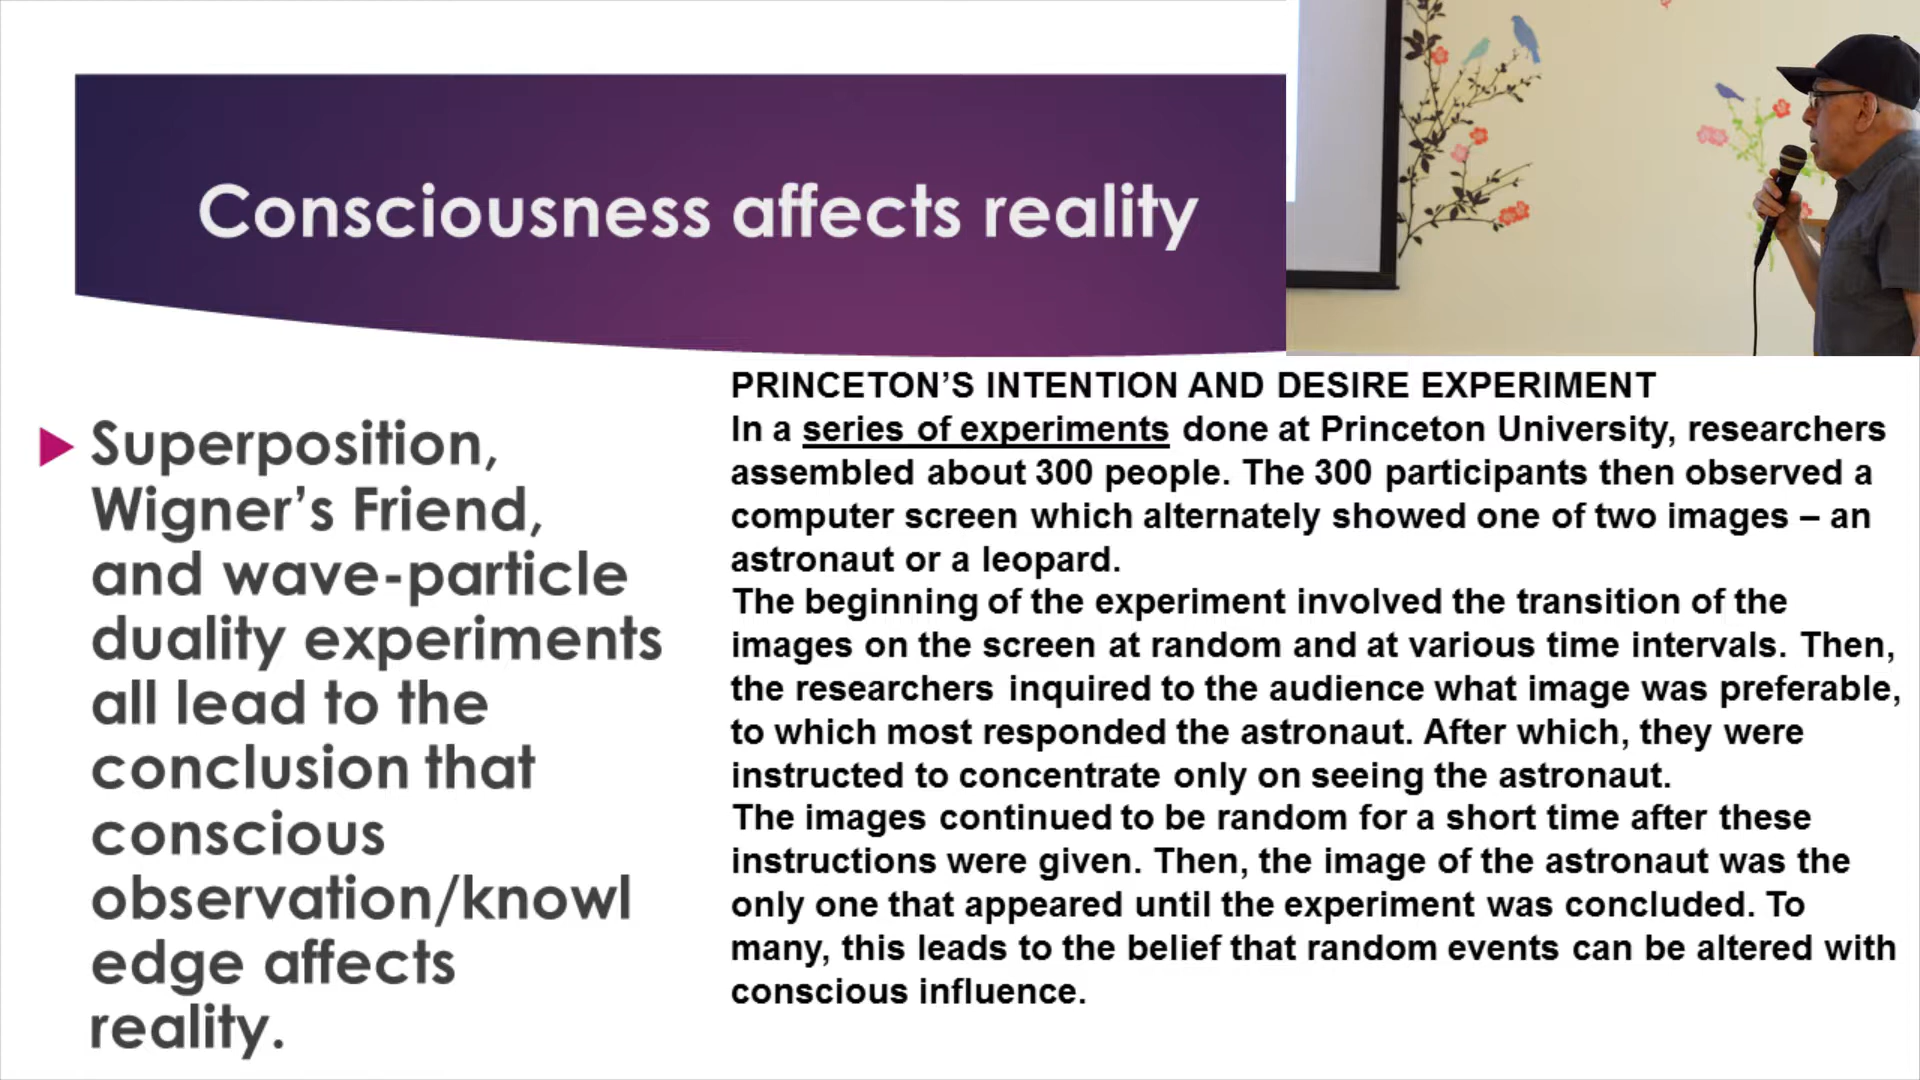 Consciousness affects reality
Superposition,
Wigner's Friend,
and wave-particle
duality experiments
all lead to the
conclusion that
conscious
observation/knowl
edge affects
reality.
PRINCETON'S INTENTION AND DESIRE EXPERIMENT
In a series of experiments done at Princeton University, researchers
assembled about 300 people. The 300 participants then observed a
computer screen which alternately showed one of two images – an
astronaut or a leopard.
The beginning of the experiment involved the transition of the
images on the screen at random and at various time intervals. Then,
the researchers inquired to the audience what image was preferable,
to which most responded the astronaut. After which, they were
instructed to concentrate only on seeing the astronaut.
The images continued to be random for a short time after these
instructions were given. Then, the image of the astronaut was the
only one that appeared until the experiment was concluded. To
many, this leads to the belief that random events can be altered with
conscious influence.